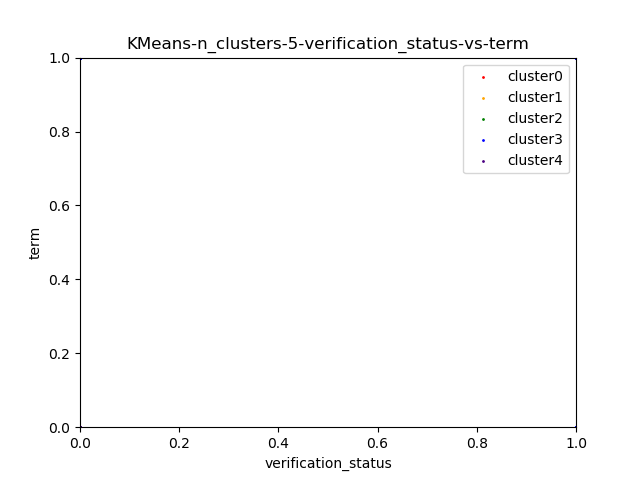 KMeans-n_clusters-5-verification_status-vs-term
1.0
0.8
0.6
0.4
0.2
0.0
term
cluster0
cluster1
cluster2
cluster3
cluster4
0.0 0.2 0.4 0.6 0.8 1.0
verification_status